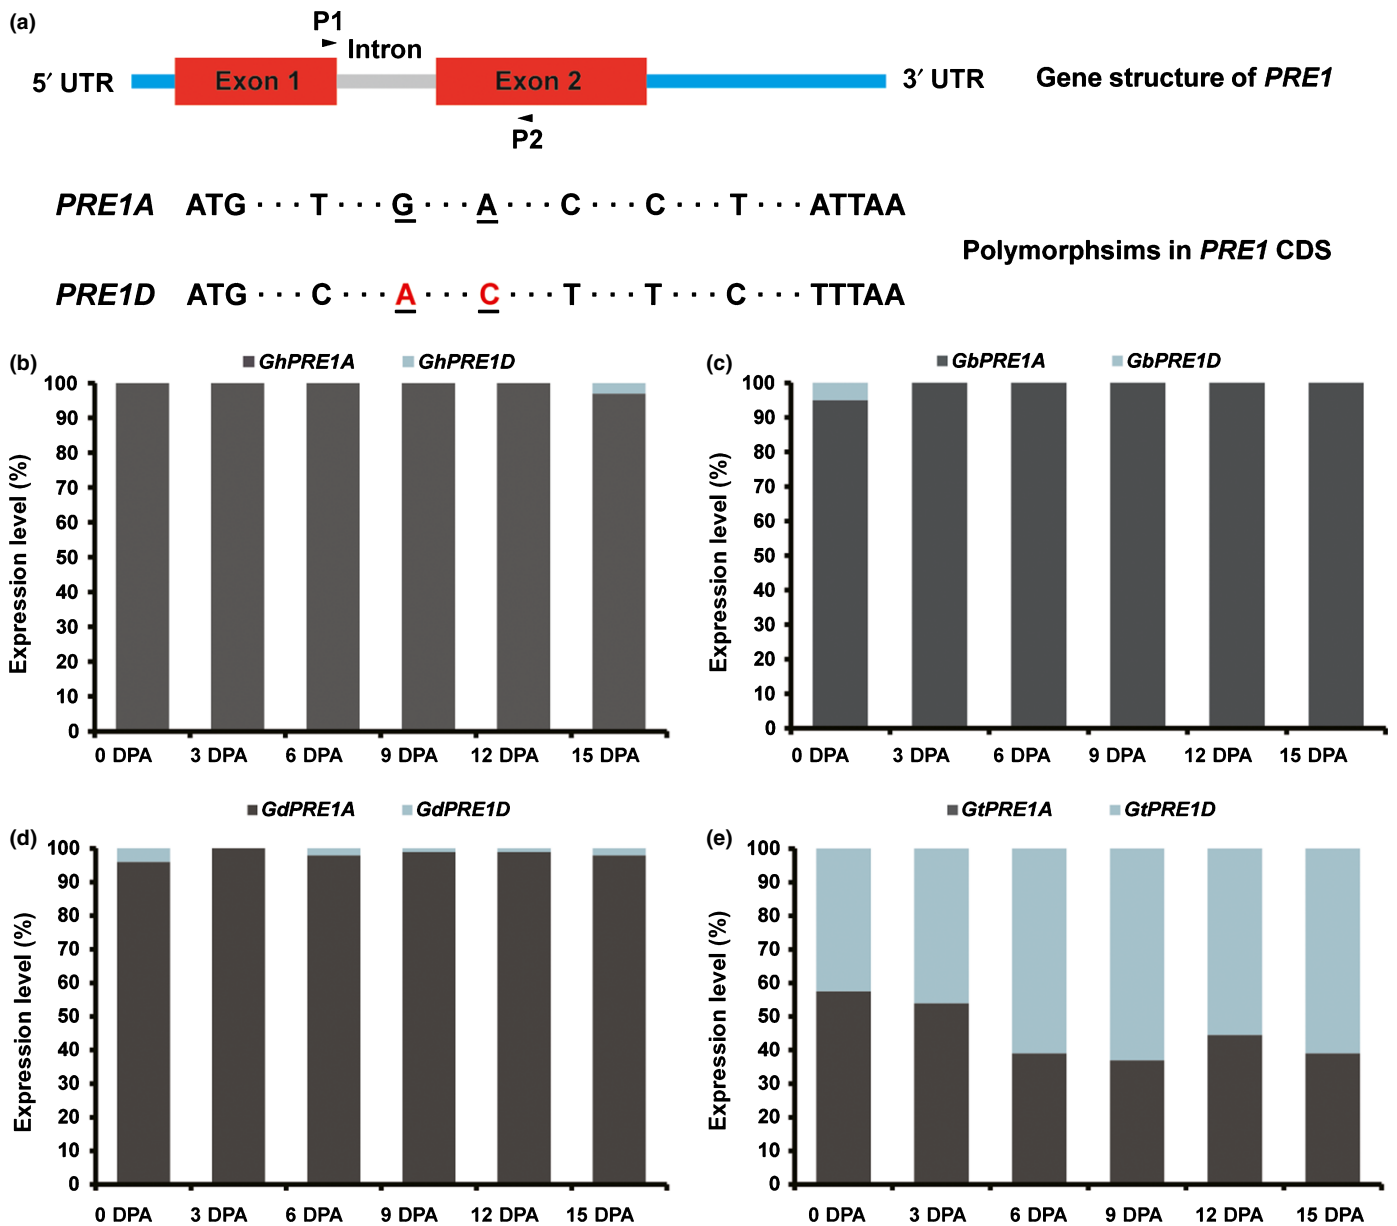 (a)
P1
Intron
5′ UTR Exon 1 Exon 2 3′ UTR Gene structure of PRE1
P2
PRE1A ATG · · · T · · · G · · · A · · · C · · · C · · · T · · · ATTAA
Polymorphsims in PRE1 CDS
PRE1D ATG · · · C · · · A · · · C · · · T · · · T · · · C · · · TTTAA
(b) GhPRE1A GhPRE1D
Expression level (%)
100
90
80
70
60
50
40
30
20
10
0
0 DPA 3 DPA 6 DPA 9 DPA 12 DPA 15 DPA
(c) GbPRE1A GbPRE1D
Expression level (%)
100
90
80
70
60
50
40
30
20
10
0
0 DPA 3 DPA 6 DPA 9 DPA 12 DPA 15 DPA
(d) GdPRE1A GdPRE1D
Expression level (%)
100
90
80
70
60
50
40
30
20
10
0
0 DPA 3 DPA 6 DPA 9 DPA 12 DPA 15 DPA
(e) GtPRE1A GtPRE1D
Expression level (%)
100
90
80
70
60
50
40
30
20
10
0
0 DPA 3 DPA 6 DPA 9 DPA 12 DPA 15 DPA